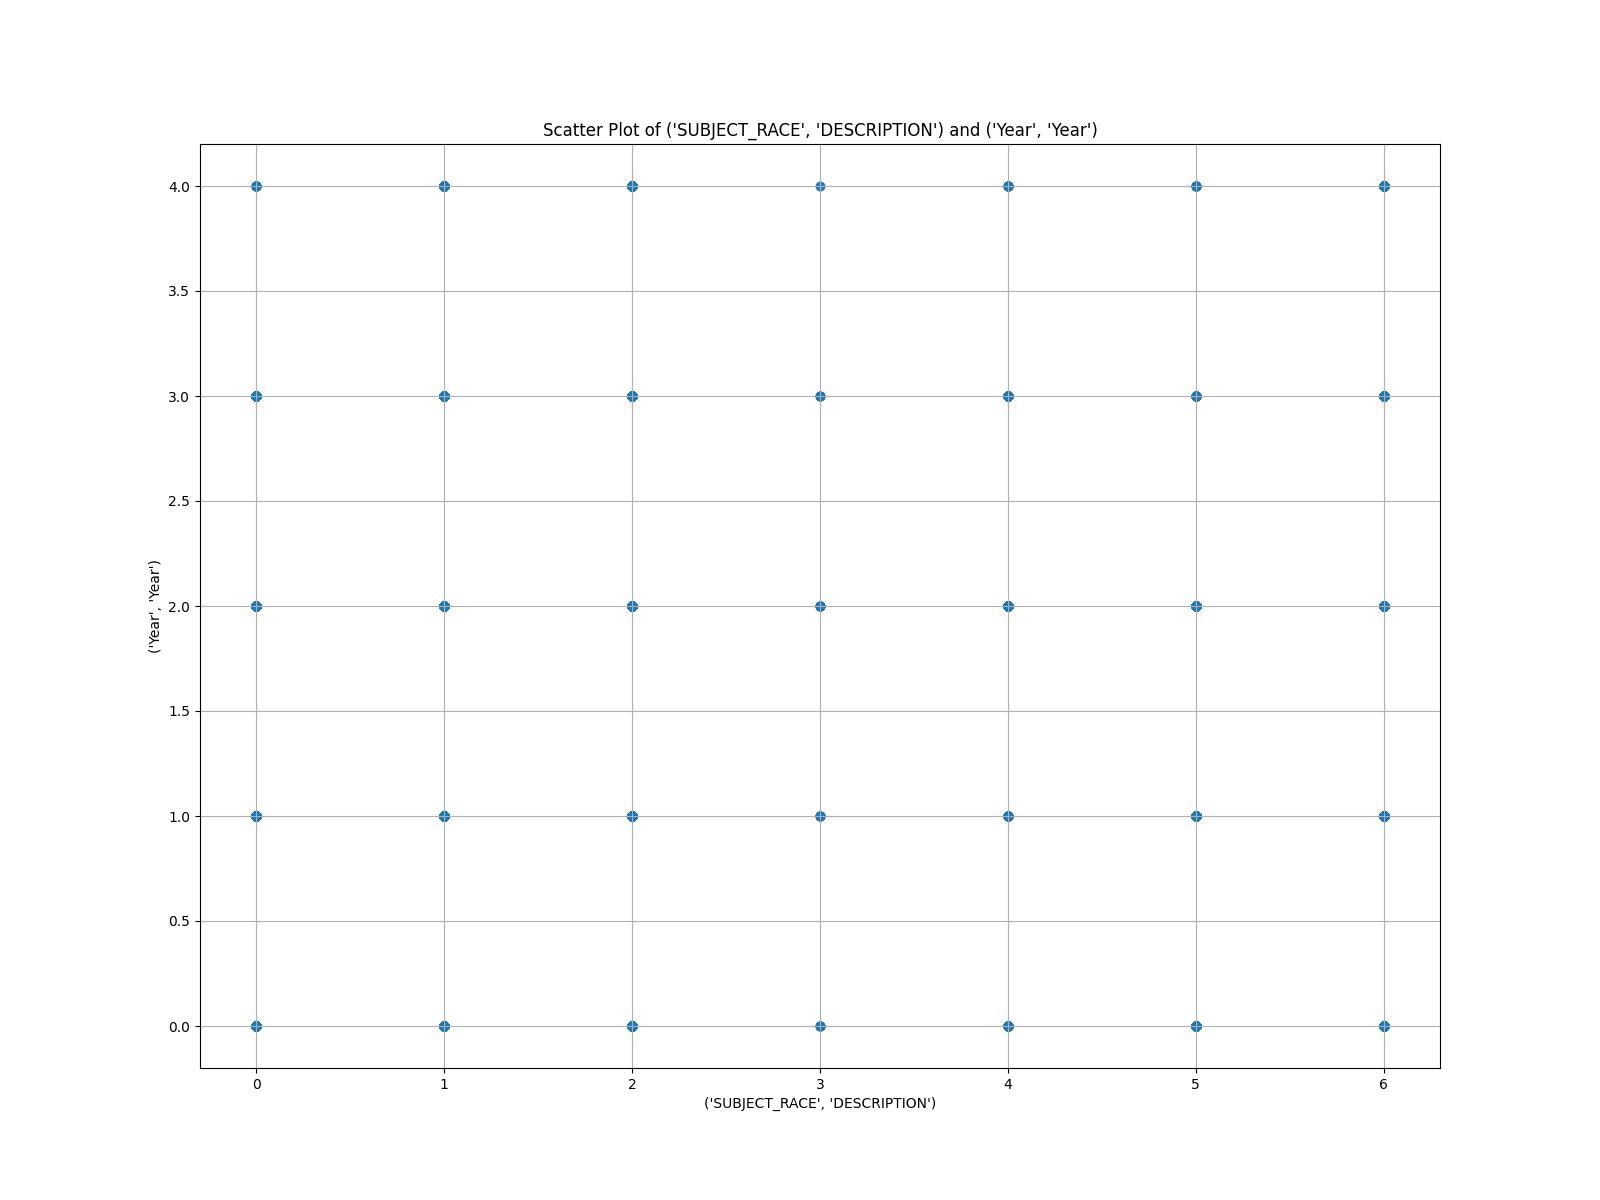 Scatter Plot of ('SUBJECT_RACE', 'DESCRIPTION') and ('Year', 'Year')
4.0
3.5
3.0
2.5
2.0
1.5
1.0
0.5
0.0
('Year', 'Year')
0 1 2 3 4 5 6
('SUBJECT_RACE', 'DESCRIPTION')